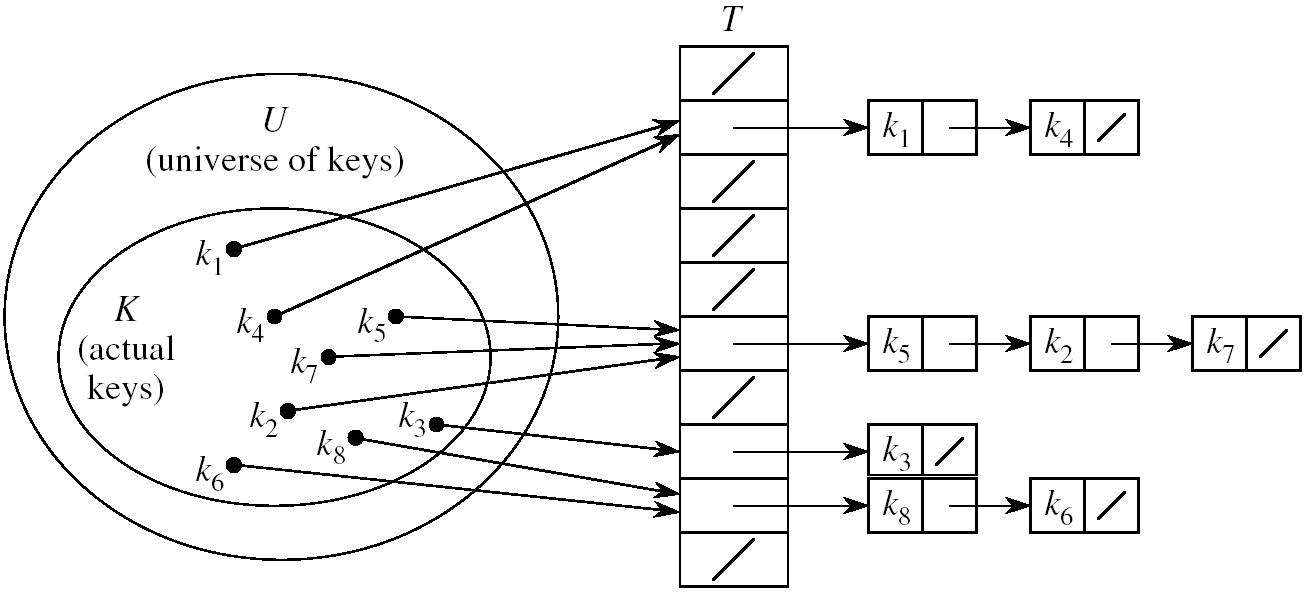 T
U
(universe of keys)
k1 k4
k1
K
(actual
keys)
k4 k5
k7
k5 k2 k7
k2 k3
k8
k6
k3
k8 k6